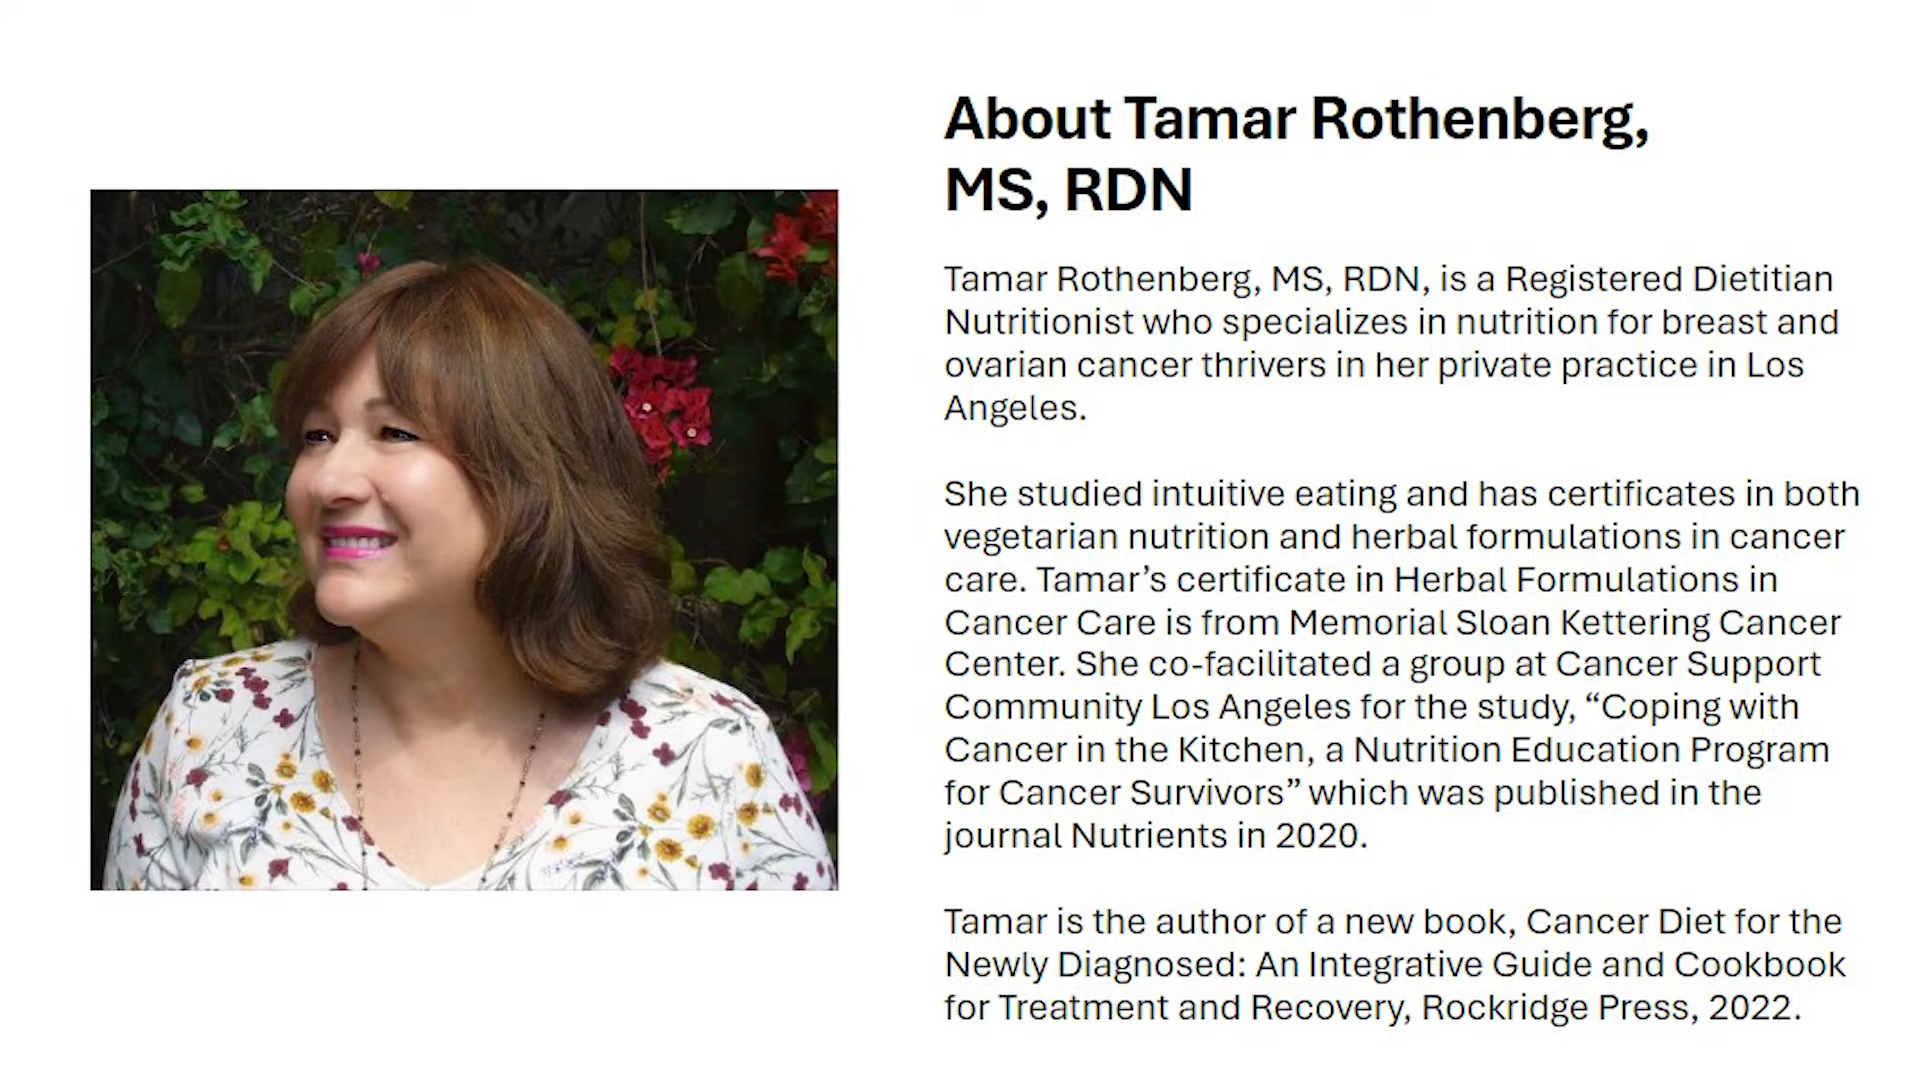 About Tamar Rothenberg,
MS, RDN
Tamar Rothenberg, MS, RDN, is a Registered Dietitian
Nutritionist who specializes in nutrition for breast and
ovarian cancer thrivers in her private practice in Los
Angeles.
She studied intuitive eating and has certificates in both
vegetarian nutrition and herbal formulations in cancer
care. Tamar’s certificate in Herbal Formulations in
Cancer Care is from Memorial Sloan Kettering Cancer
Center. She co-facilitated a group at Cancer Support
Community Los Angeles for the study, “Coping with
Cancer in the Kitchen, a Nutrition Education Program
for Cancer Survivors” which was published in the
journal Nutrients in 2020.
Tamar is the author of a new book, Cancer Diet for the
Newly Diagnosed: An Integrative Guide and Cookbook
for Treatment and Recovery, Rockridge Press, 2022.